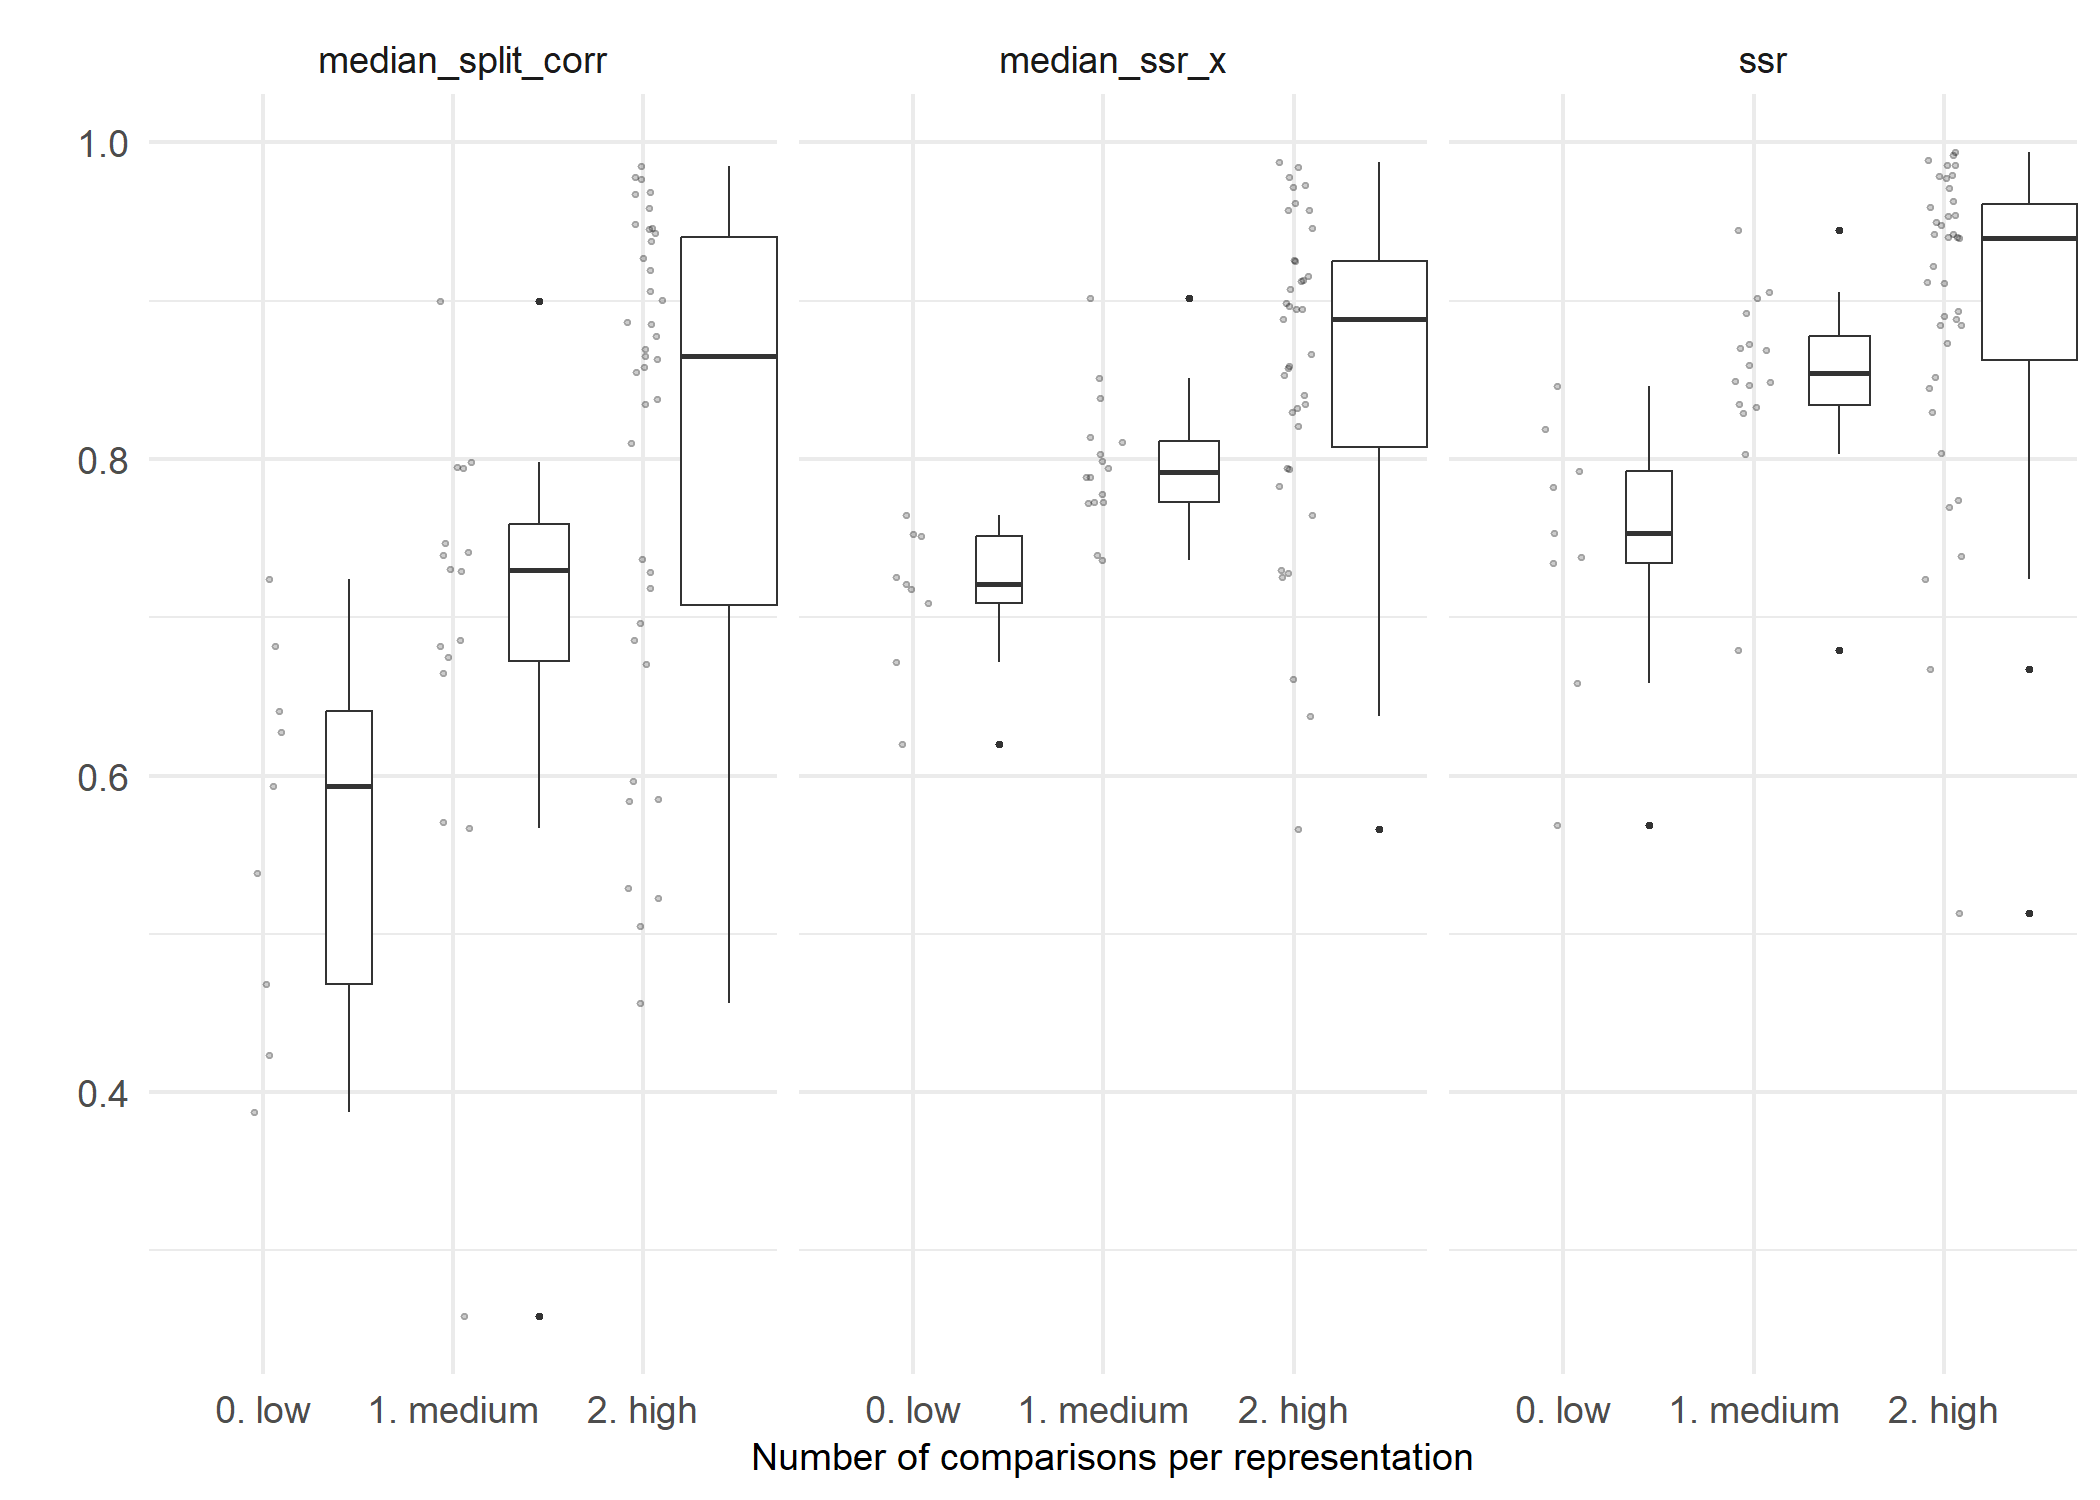 median_split_corr median_ssr_x ssr
1.0
0.8
0.6
0.4
0. low 1. medium 2. high 0. low 1. medium 2. high 0. low 1. medium 2. high
Number of comparisons per representation